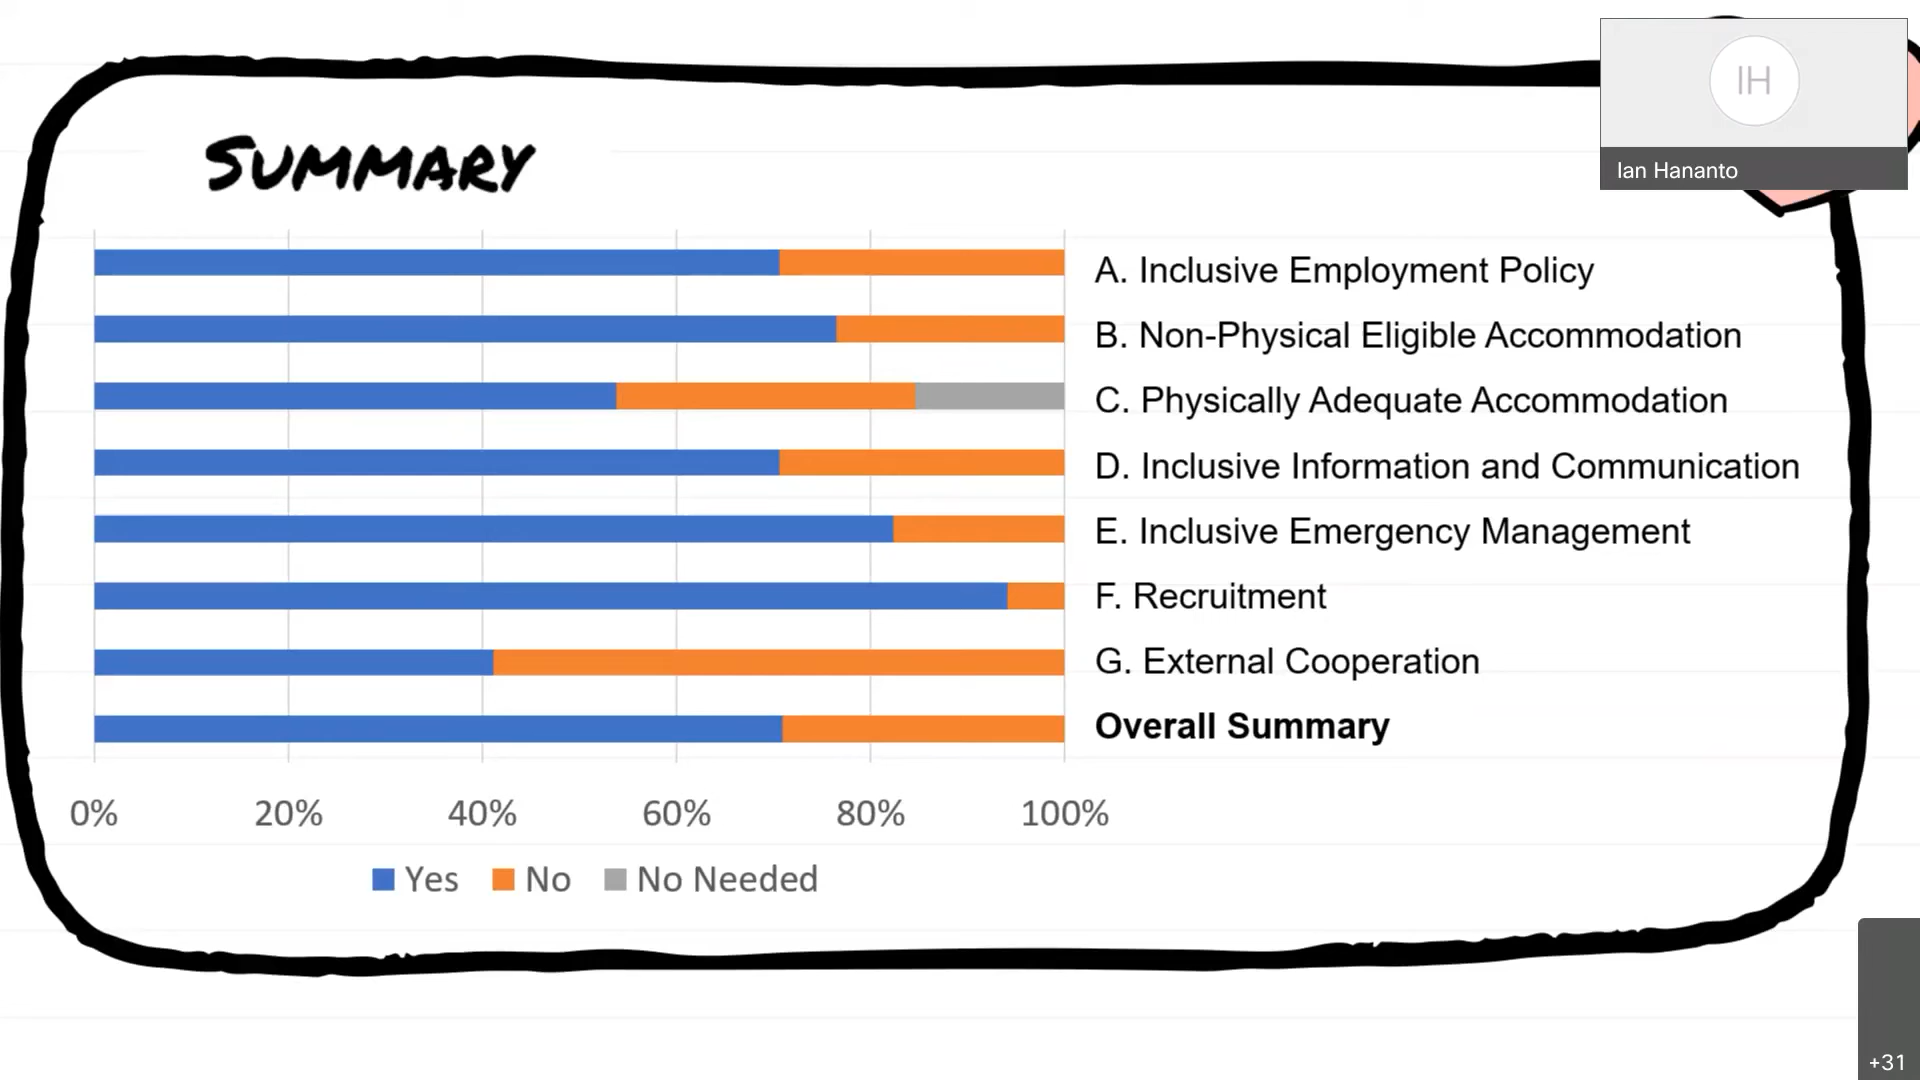 IH
Ian Hananto
SUMMARY
A. Inclusive Employment Policy
B. Non-Physical Eligible Accommodation
C. Physically Adequate Accommodation
D. Inclusive Information and Communication
E. Inclusive Emergency Management
F. Recruitment
G. External Cooperation
Overall Summary
0% 20% 40% 60% 80% 100%
Yes No No Needed
+31